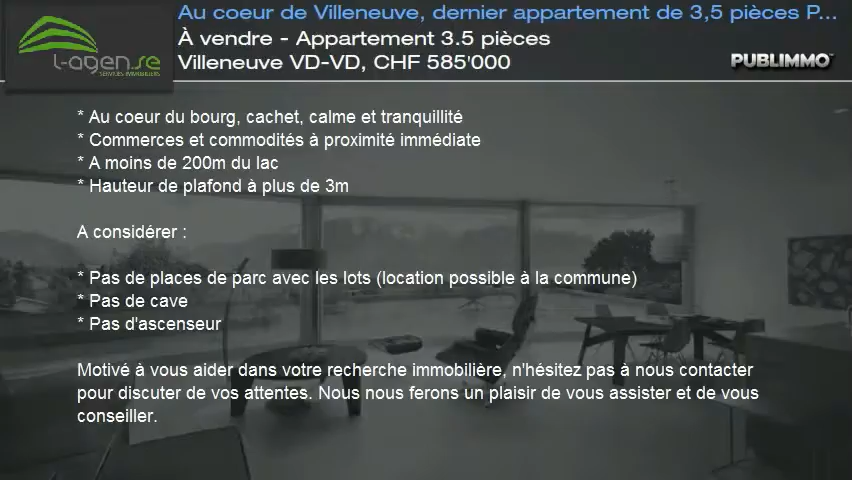 Au coeur de Villeneuve, dernier appartement de 3,5 pièces P...
À vendre - Appartement 3.5 pièces
Villeneuve VD-VD, CHF 585'000
l-agence
SERVICES IMMOBILIERS
PUBLIMMO
* Au coeur du bourg, cachet, calme et tranquillité
* Commerces et commodités à proximité immédiate
* A moins de 200m du lac
* Hauteur de plafond à plus de 3m
A considérer :
* Pas de places de parc avec les lots (location possible à la commune)
* Pas de cave
* Pas d'ascenseur
Motivé à vous aider dans votre recherche immobilière, n'hésitez pas à nous contacter
pour discuter de vos attentes. Nous nous ferons un plaisir de vous assister et de vous
conseiller.